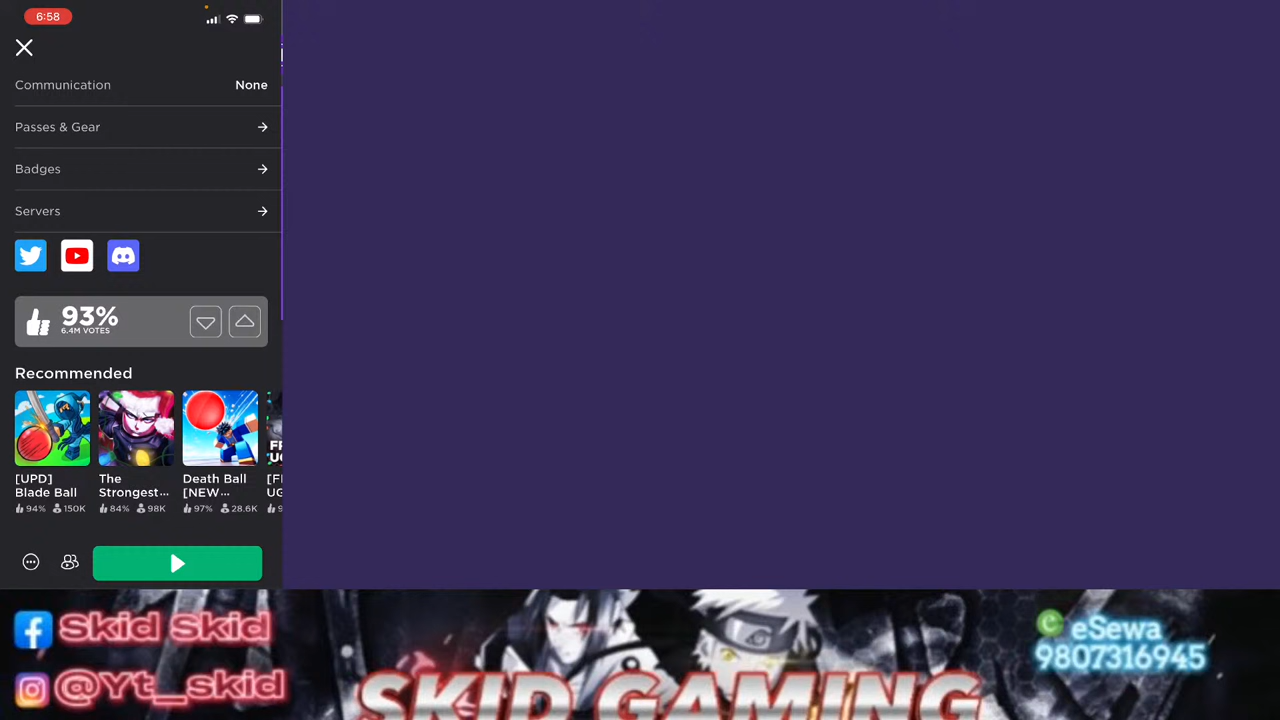 6:58
Communication None
Passes & Gear
Badges
Servers
93%
6.4M VOTES
Recommended
[UPD] Blade Ball
94% 150K
The Strongest...
84% 98K
Death Ball [NEW...
97% 28.6K
Skid Skid
@Yt_skid
SKID GAMING
eSewa
9807316945